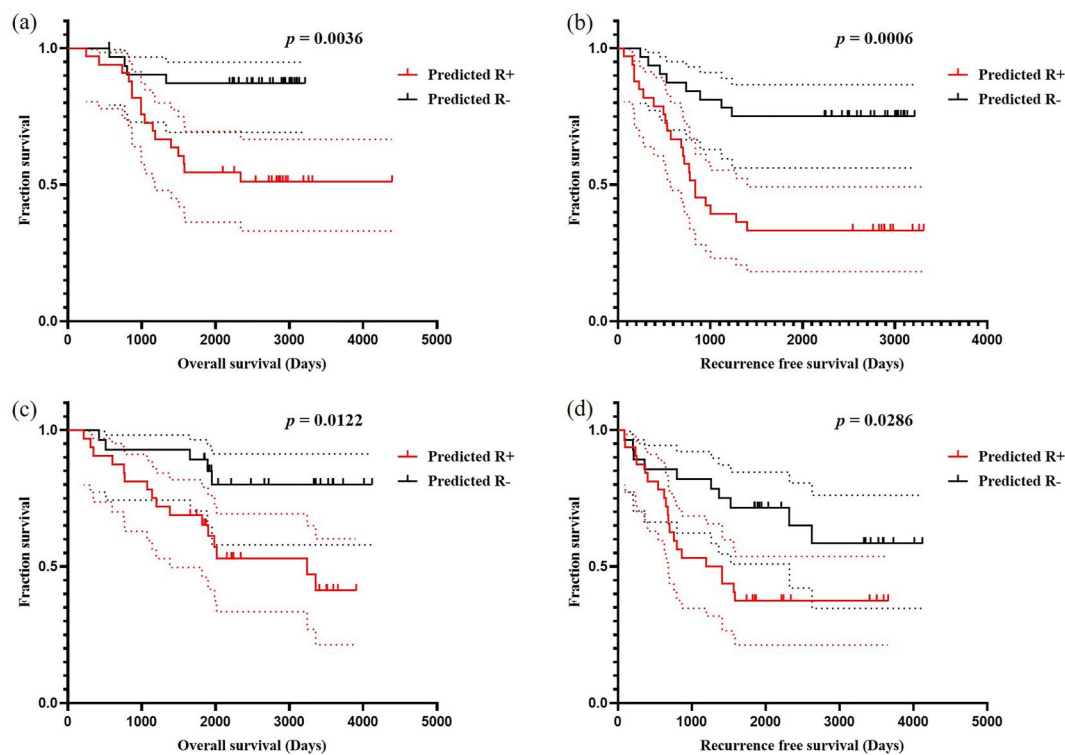 (a)
p = 0.0036
1.0
0.5
1.0
Fraction survival
0 1000 2000 3000 4000 5000
Overall survival (Days)
Predicted R+
Predicted R-
(b)
p = 0.0006
1.0
0.5
1.0
Fraction survival
0 1000 2000 3000 4000
Recurrence free survival (Days)
Predicted R+
Predicted R-
(c)
p = 0.0122
1.0
0.5
1.0
Fraction survival
0 1000 2000 3000 4000 5000
Overall survival (Days)
Predicted R+
Predicted R-
(d)
p = 0.0286
1.0
0.5
1.0
Fraction survival
0 1000 2000 3000 4000 5000
Recurrence free survival (Days)
Predicted R+
Predicted R-